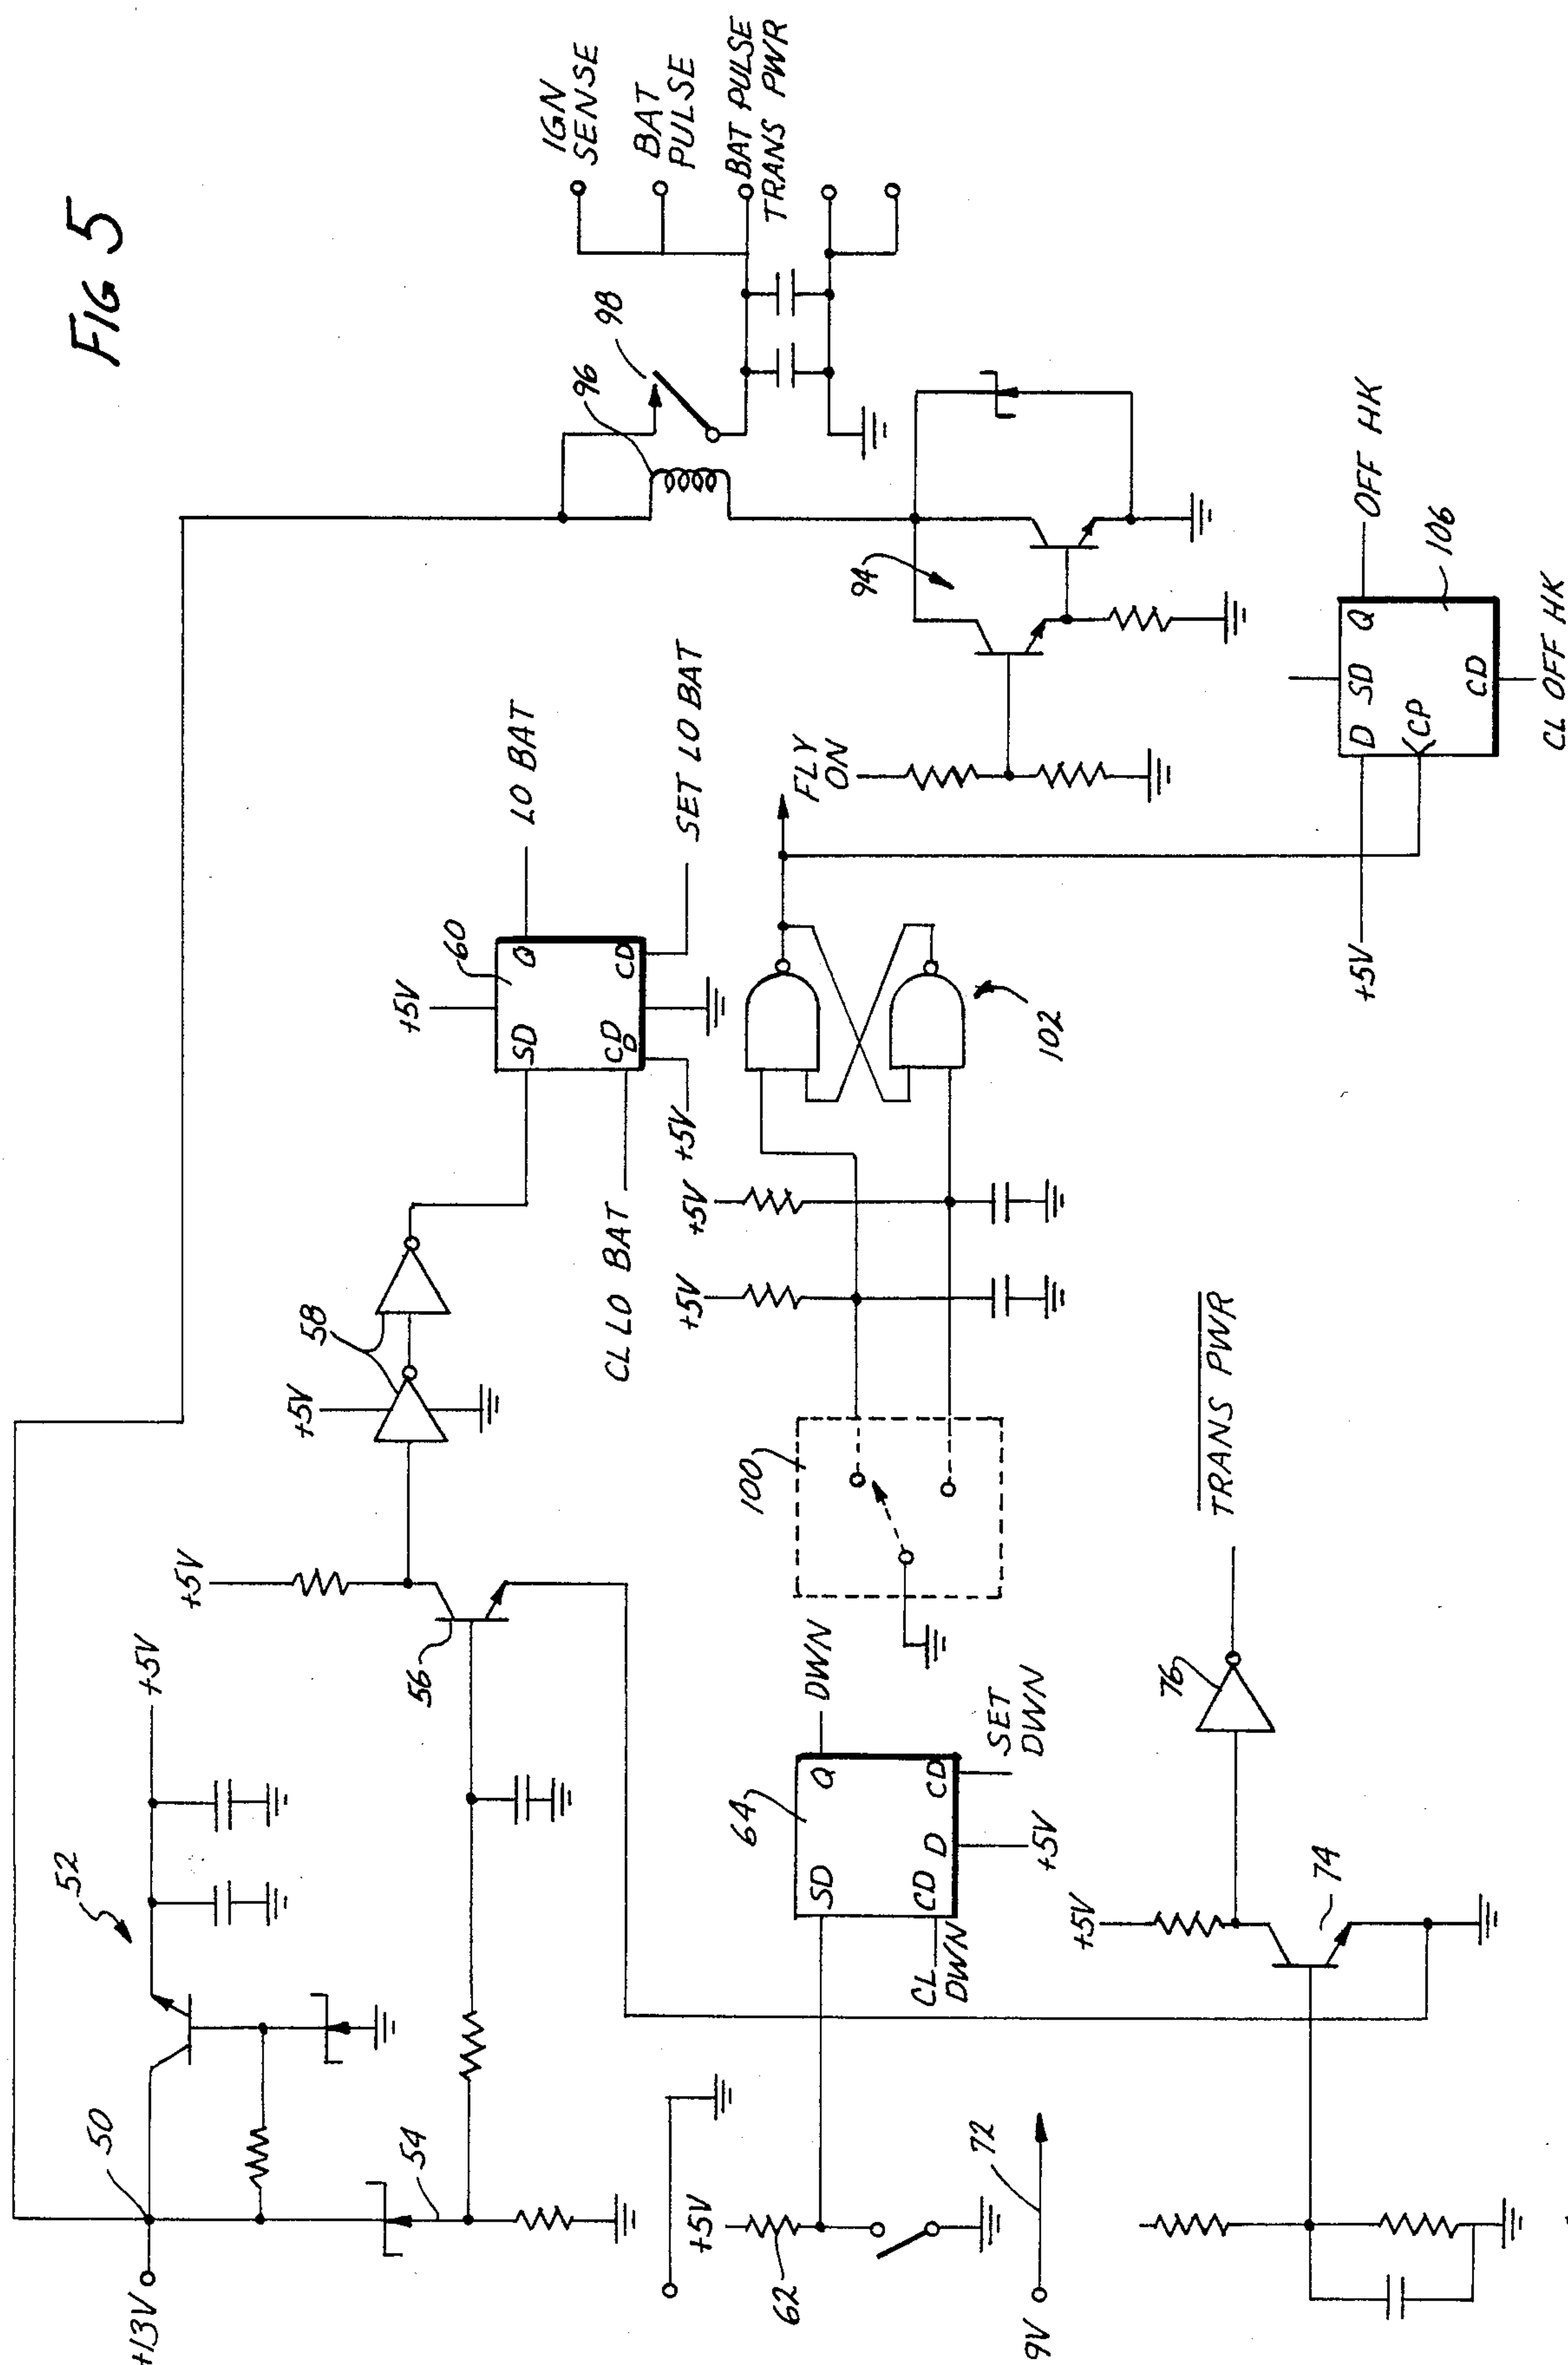 FIG 5
+13V
50
52
+5V
54
56
+5V
+5V
58
60
+5V
SD
Q
CD
D
CD
LO BAT
SET LO BAT
CL LO BAT
+5V
96
98
IGN
SENSE
BAT
PULSE
BAT PULSE
TRANS PWR
94
FLY
ON
+5V
62
64
SD
Q
CD
D
CD
DWN
SET
DWN
CL
DWN
+5V
100
+5V
+5V
102
+5V
D
SD
Q
CP
CD
106
OFF HK
CL OFF HK
9V
72
+5V
74
76
TRANS PWR